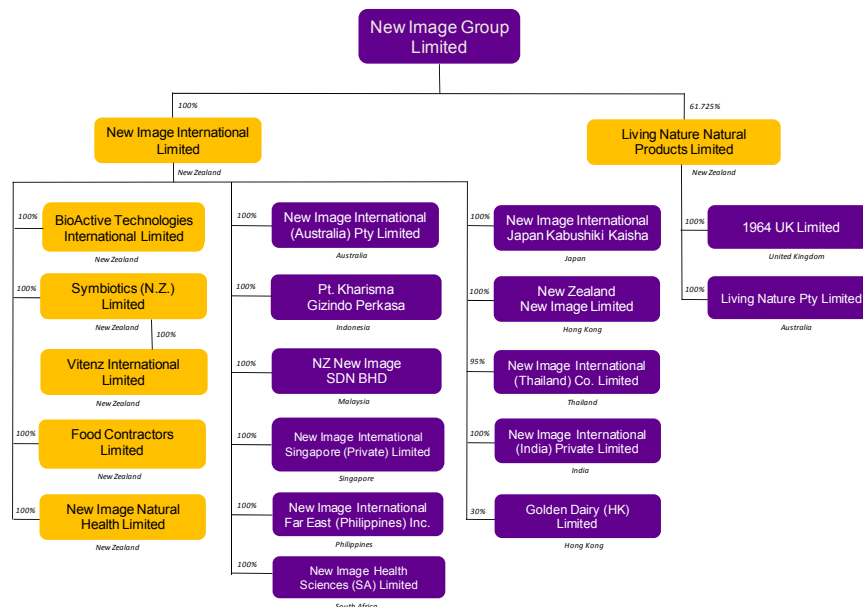 New Image Group
Limited
100%
61.725%
New Image International
Limited
New Zealand
Living Nature Natural
Products Limited
New Zealand
100%
BioActive Technologies
International Limited
New Zealand
100%
Symbiotics (N.Z.)
Limited
New Zealand
100%
Vitenz International
Limited
New Zealand
100%
Food Contractors
Limited
New Zealand
100%
New Image Natural
Health Limited
New Zealand
100%
New Image International
(Australia) Pty Limited
Australia
100%
Pt. Kharisma
Gizindo Perkasa
Indonesia
100%
NZ New Image
SDN BHD
Malaysia
100%
New Image International
Singapore (Private) Limited
Singapore
100%
New Image International
Far East (Philippines) Inc.
Philippines
100%
New Image Health
Sciences (SA) Limited
South Africa
100%
New Image International
Japan Kabushiki Kaisha
Japan
100%
New Zealand
New Image Limited
Hong Kong
95%
New Image International
(Thailand) Co. Limited
Thailand
100%
New Image International
(India) Private Limited
India
30%
Golden Dairy (HK)
Limited
Hong Kong
100%
1964 UK Limited
United Kingdom
100%
Living Nature Pty Limited
Australia